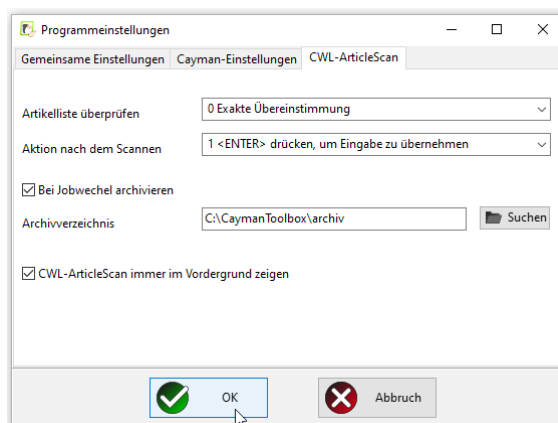 Programmeinstellungen
Gemeinsame Einstellungen Cayman-Einstellungen CWL-ArticleScan
Artikelliste überprüfen 0 Exakte Übereinstimmung
Aktion nach dem Scannen 1 <ENTER> drücken, um Eingabe zu übernehmen
Bei Jobwechel archivieren
Archivverzeichnis C:\CaymanToolbox\archiv Suchen
CWL-ArticleScan immer im Vordergrund zeigen
OK Abbruch